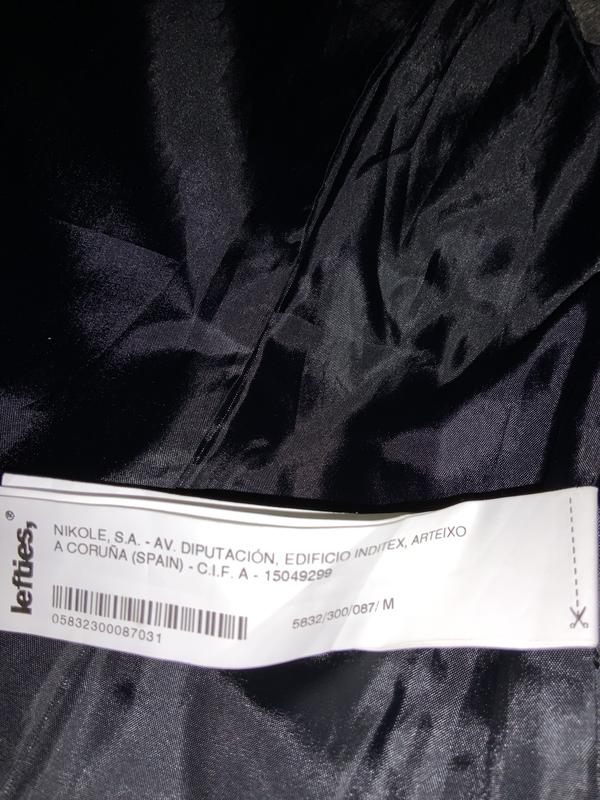 lefties,®
NIKOLE, S.A. - AV. DIPUTACIÓN, EDIFICIO INDITEX, ARTEIXO
A CORUÑA (SPAIN) - C.I.F. A - 15049299
05832300087031
5832/300/087/ M